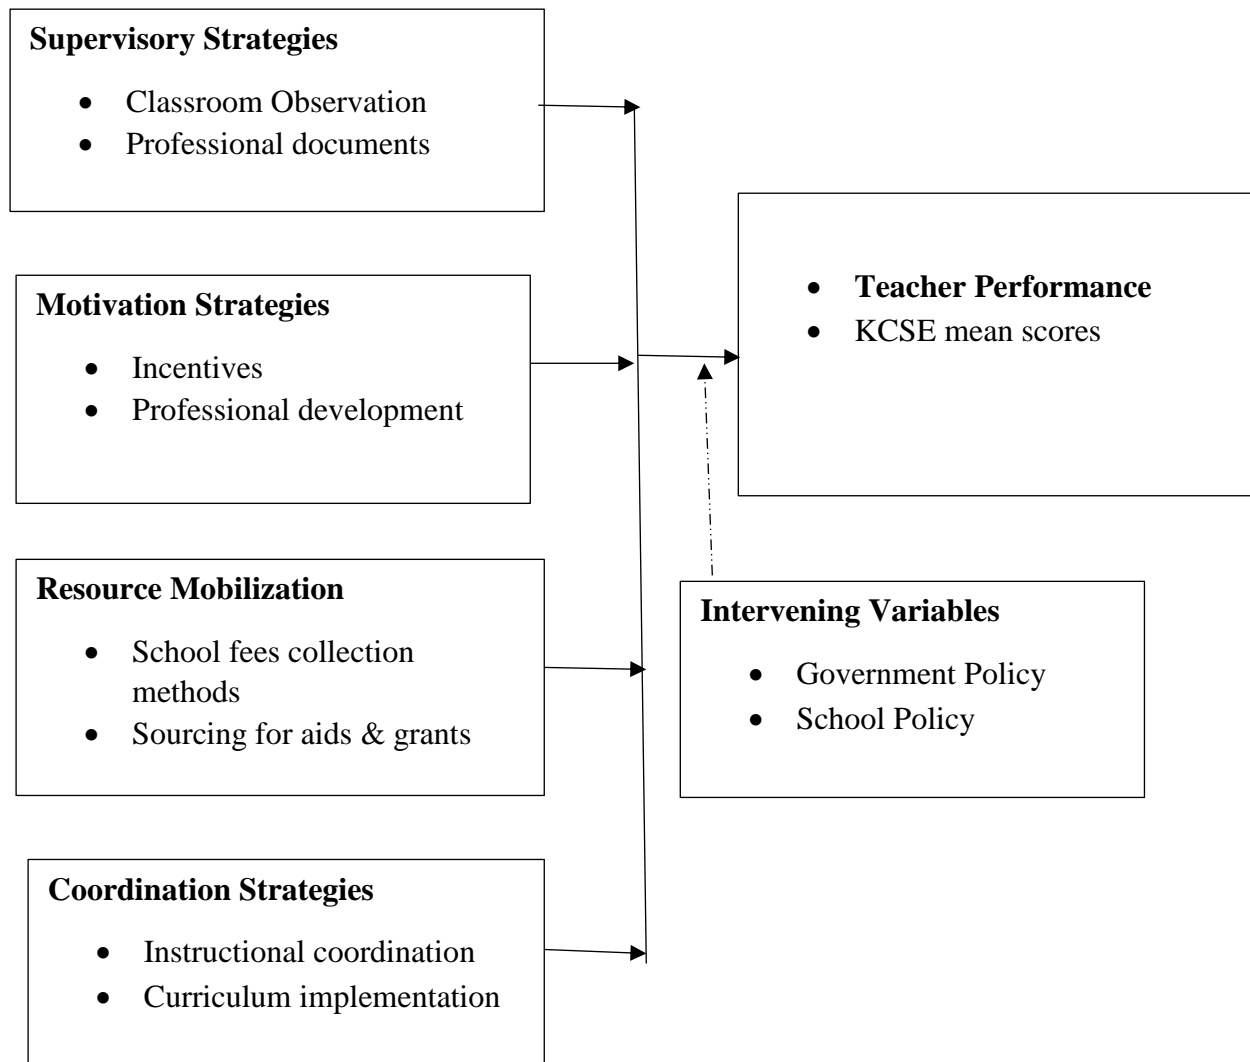 Supervisory Strategies
• Classroom Observation
• Professional documents
Motivation Strategies
• Incentives
• Professional development
Resource Mobilization
• School fees collection
methods
• Sourcing for aids & grants
Coordination Strategies
• Instructional coordination
• Curriculum implementation
• Teacher Performance
• KCSE mean scores
Intervening Variables
• Government Policy
• School Policy